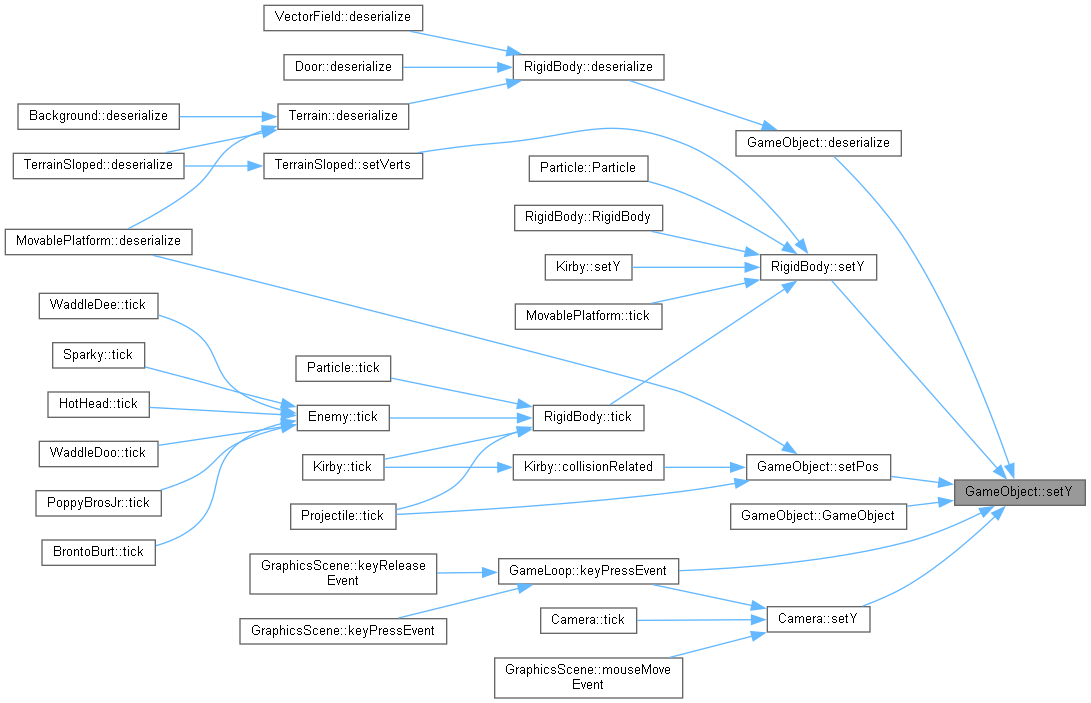 VectorField::deserialize
Door::deserialize
RigidBody::deserialize
Background::deserialize
Terrain::deserialize
GameObject::deserialize
TerrainSloped::deserialize
TerrainSloped::setVerts
Particle::Particle
RigidBody::RigidBody
MovablePlatform::deserialize
Kirby::setY
RigidBody::setY
WaddleDee::tick
MovablePlatform::tick
Sparky::tick
Particle::tick
HotHead::tick
Enemy::tick
RigidBody::tick
WaddleDoo::tick
Kirby::tick
Kirby::collisionRelated
GameObject::setPos
GameObject::setY
PoppyBrosJr::tick
Projectile::tick
GameObject::GameObject
BrontoBurt::tick
GraphicsScene::keyRelease
Event
GameLoop::keyPressEvent
GraphicsScene::keyPressEvent
Camera::tick
Camera::setY
GraphicsScene::mouseMove
Event